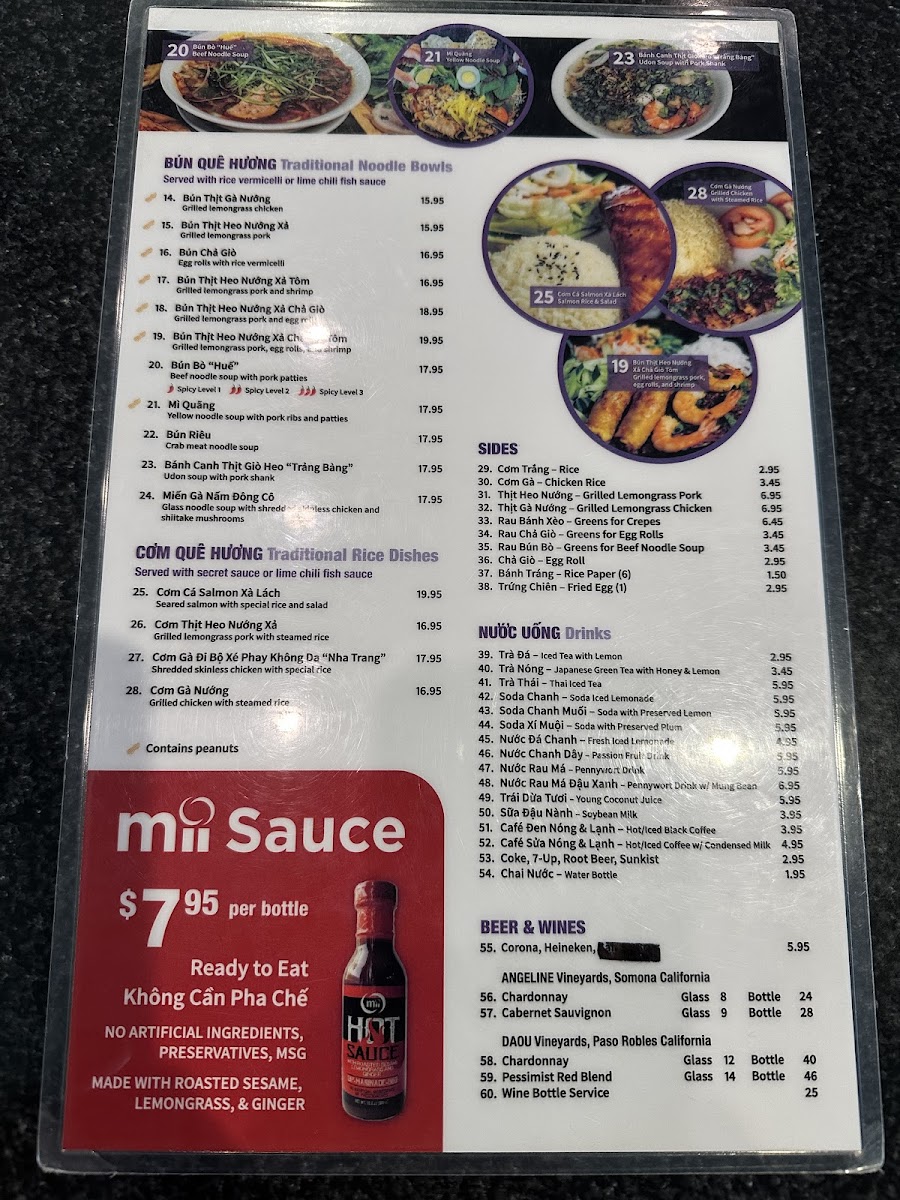 20 Bún Bò "Huế"
Beef Noodle Soup
21 Mì Quảng
Yellow Noodle Soup
23 Bánh Canh Thịt "Trảng Bàng"
Udon Soup with Pork Shank
BÚN QUÊ HƯƠNG Traditional Noodle Bowls
Served with rice vermicelli or lime chili fish sauce
14. Bún Thịt Gà Nướng 15.95
Grilled lemongrass chicken
15. Bún Thịt Heo Nướng Xả 15.95
Grilled lemongrass pork
16. Bún Chả Giò 16.95
Egg rolls with rice vermicelli
17. Bún Thịt Heo Nướng Xả Tôm 16.95
Grilled lemongrass pork and shrimp
18. Bún Thịt Heo Nướng Xả Chả Giò 18.95
Grilled lemongrass pork and egg
19. Bún Thịt Heo Nướng Xả Tôm 19.95
Grilled lemongrass pork, egg rolls, and shrimp
20. Bún Bò "Huế" 17.95
Beef noodle soup with pork patties
Spicy Level 1 Spicy Level 2 Spicy Level 3
21. Mì Quãng 17.95
Yellow noodle soup with pork ribs and patties
22. Bún Riêu 17.95
Crab meat noodle soup
23. Bánh Canh Thịt Giò Heo "Trảng Bàng" 17.95
Udon soup with pork shank
24. Miến Gà Nấm Đông Cô 17.95
Glass noodle soup with shredded skinless chicken and
shiitake mushrooms
CƠM QUÊ HƯƠNG Traditional Rice Dishes
Served with secret sauce or lime chili fish sauce
25. Cơm Cá Salmon Xà Lách 19.95
Seared salmon with special rice and salad
26. Cơm Thịt Heo Nướng Xả 16.95
Grilled lemongrass pork with steamed rice
27. Cơm Gà Đi Bộ Xé Phay Không Da "Nha Trang" 17.95
Shredded skinless chicken with special rice
28. Cơm Gà Nướng 16.95
Grilled chicken with steamed rice
Contains peanuts
mii Sauce
$7.95 per bottle
Ready to Eat
Không Cần Pha Chế
NO ARTIFICIAL INGREDIENTS,
PRESERVATIVES, MSG
MADE WITH ROASTED SESAME,
LEMONGRASS, & GINGER
mii
HOT
SAUCE
25 Cơm Cá Salmon Xà Lách
Salmon Rice & Salad
28 Cơm Gà Nướng
Grilled Chicken
with Steamed Rice
19 Bún Thịt Heo Nướng
Xả Chả Giò Tôm
Grilled lemongrass pork,
egg rolls, and shrimp
SIDES
29. Cơm Trắng – Rice 2.95
30. Cơm Gà – Chicken Rice 3.45
31. Thịt Heo Nướng – Grilled Lemongrass Pork 6.95
32. Thịt Gà Nướng – Grilled Lemongrass Chicken 6.95
33. Rau Bánh Xèo – Greens for Crepes 6.45
34. Rau Chả Giò – Greens for Egg Rolls 3.45
35. Rau Bún Bò – Greens for Beef Noodle Soup 3.45
36. Chả Giò – Egg Roll 2.95
37. Bánh Tráng – Rice Paper (6) 1.50
38. Trứng Chiên – Fried Egg (1) 2.95
NƯỚC UỐNG Drinks
39. Trà Đá – Iced Tea with Lemon 2.95
40. Trà Nóng – Japanese Green Tea with Honey & Lemon 3.45
41. Trà Thái – Thai Iced Tea 5.95
42. Soda Chanh – Soda Iced Lemonade 5.95
43. Soda Chanh Muối – Soda with Preserved Lemon 5.95
44. Soda Xí Muội – Soda with Preserved Plum 5.95
45. Nước Đá Chanh – Fresh Iced Lemonade 4.95
46. Nước Chanh Dây – Passion Fruit Drink 5.95
47. Nước Rau Má – Pennywort Drink 5.95
48. Nước Rau Má Đậu Xanh – Pennywort Drink w/ Mung Bean 6.95
49. Trái Dừa Tươi – Young Coconut Juice 5.95
50. Sữa Đậu Nành – Soybean Milk 3.95
51. Café Đen Nóng & Lạnh – Hot/Iced Black Coffee 3.95
52. Café Sửa Nóng & Lạnh – Hot/Iced Coffee w/ Condensed Milk 4.95
53. Coke, 7-Up, Root Beer, Sunkist 2.95
54. Chai Nước – Water Bottle 1.95
BEER & WINES
55. Corona, Heineken, 5.95
ANGELINE Vineyards, Somona California
56. Chardonnay Glass 8 Bottle 24
57. Cabernet Sauvignon Glass 9 Bottle 28
DAOU Vineyards, Paso Robles California
58. Chardonnay Glass 12 Bottle 40
59. Pessimist Red Blend Glass 14 Bottle 46
60. Wine Bottle Service 25